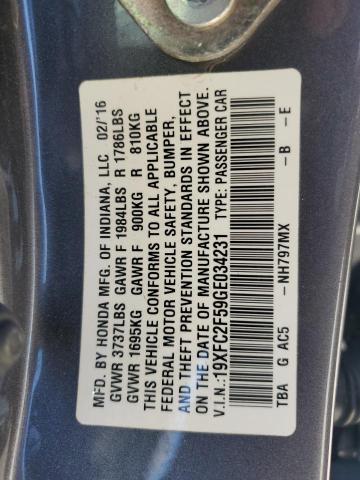 MFD. BY HONDA MFG. OF INDIANA, LLC 02/'16
GVWR 3737LBS GAWR F 1984LBS R 1786LBS
GVWR 1695KG GAWR F 900KG R 810KG
THIS VEHICLE CONFORMS TO ALL APPLICABLE
FEDERAL MOTOR VEHICLE SAFETY, BUMPER,
AND THEFT PREVENTION STANDARDS IN EFFECT
ON THE DATE OF MANUFACTURE SHOWN ABOVE.
V.I.N.:19XFC2F59GE034231 TYPE: PASSENGER CAR
TBA G AC5 -NH797MX -B -E